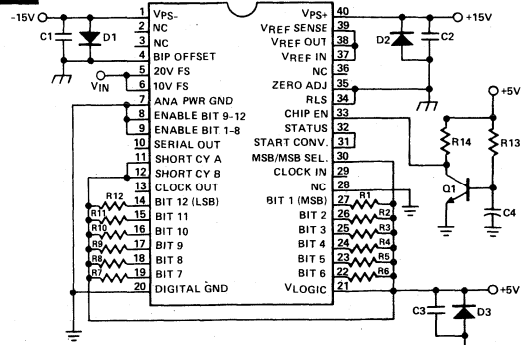 -15V
C1
D1
VIN
1 VPS-
2 NC
3 NC
4 BIP OFFSET
5 20V FS
6 10V FS
7 ANA PWR GND
8 ENABLE BIT 9-12
9 ENABLE BIT 1-8
10 SERIAL OUT
11 SHORT CY A
12 SHORT CY B
13 CLOCK OUT
14 BIT 12 (LSB)
15 BIT 11
16 BIT 10
17 BIT 9
18 BIT 8
19 BIT 7
20 DIGITAL GND
R12
R11
R10
R9
R8
R7
VPS+ 40
VREF SENSE 39
VREF OUT 38
VREF IN 37
NC 36
ZERO ADJ 35
RLS 34
CHIP EN 33
STATUS 32
START CONV. 31
MSB/MSB SEL. 30
CLOCK IN 29
NC 28
BIT 1 (MSB) 27
BIT 2 26
BIT 3 25
BIT 4 24
BIT 5 23
BIT 6 22
VLOGIC 21
R1
R2
R3
R4
R5
R6
+15V
D2
C2
+5V
R14
R13
Q1
C4
+5V
C3
D3